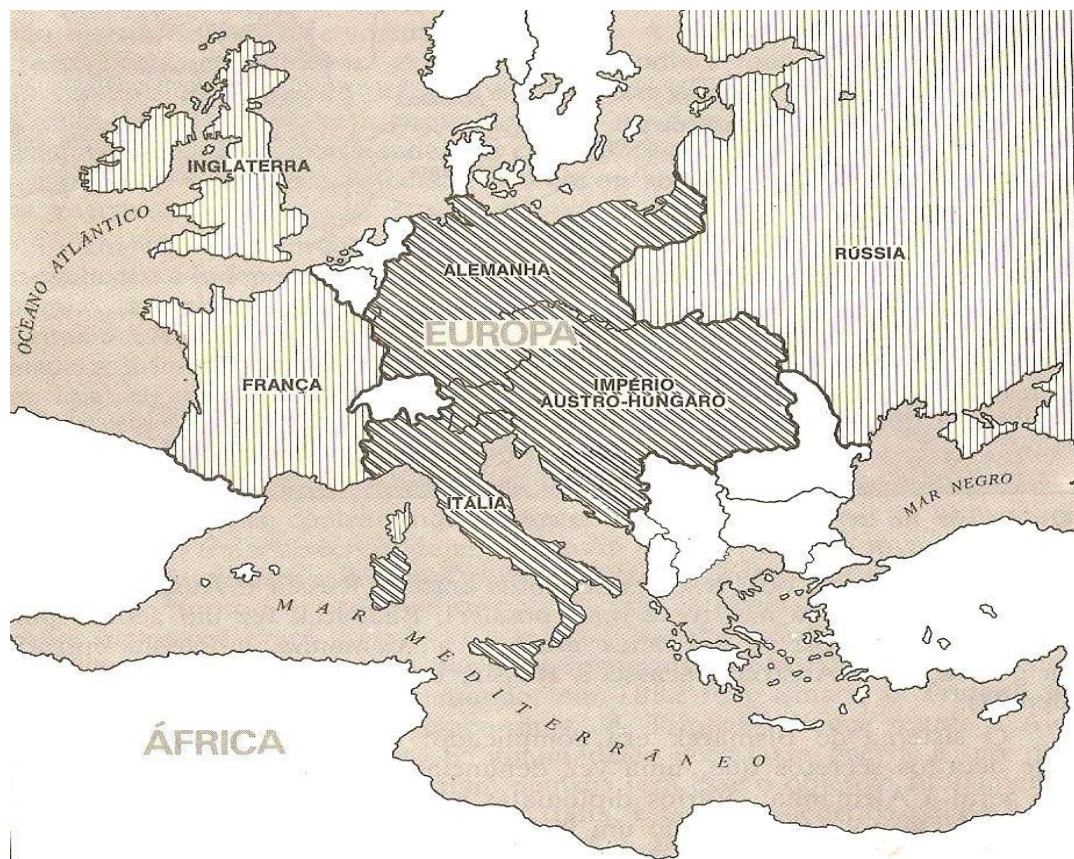 INGLATERRA
OCEANO ATLÂNTICO
ALEMANHA
RÚSSIA
EUROPA
FRANÇA
IMPÉRIO
AUSTRO-HÚNGARO
ITÁLIA
MAR NEGRO
MAR MEDITERRÂNEO
ÁFRICA